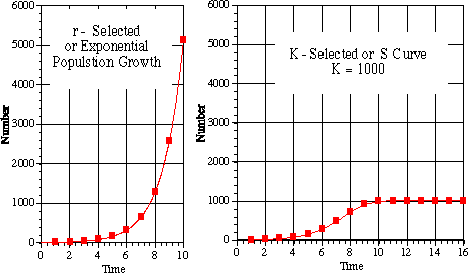 r - Selected
or Exponential
Populstion Growth
Number
6000
5000
4000
3000
2000
1000
0
0 2 4 6 8 10
Time
K - Selected or S Curve
K = 1000
Number
6000
5000
4000
3000
2000
1000
0
0 2 4 6 8 10 12 14 16
Time